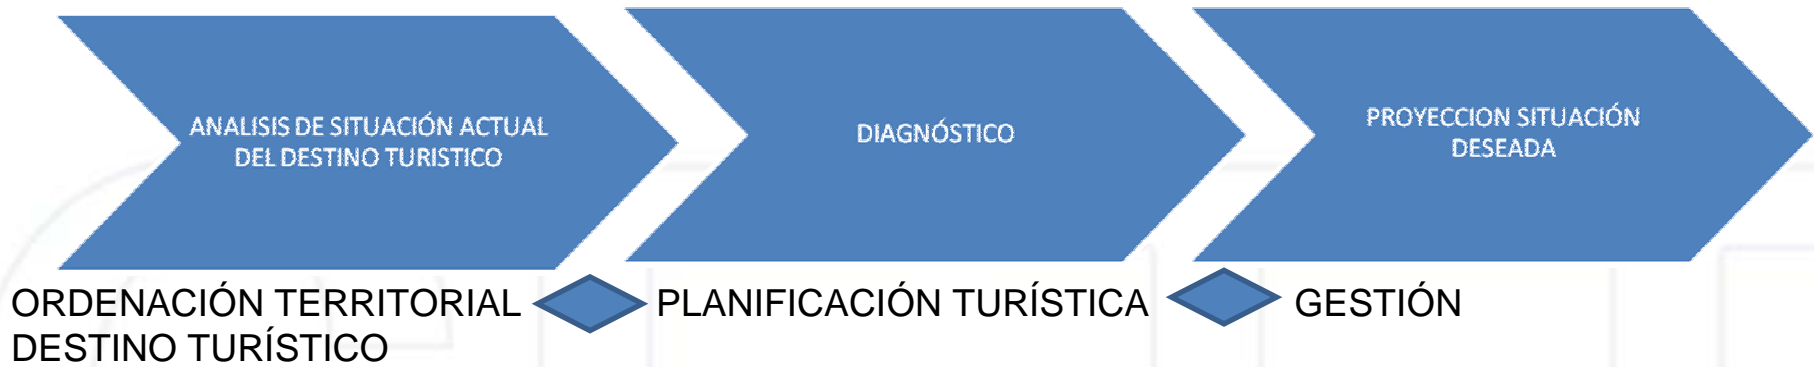 ANALISIS DE SITUACIÓN ACTUAL
DEL DESTINO TURISTICO
DIAGNÓSTICO
PROYECCION SITUACIÓN
DESEADA
ORDENACIÓN TERRITORIAL
DESTINO TURÍSTICO
PLANIFICACIÓN TURÍSTICA
GESTIÓN